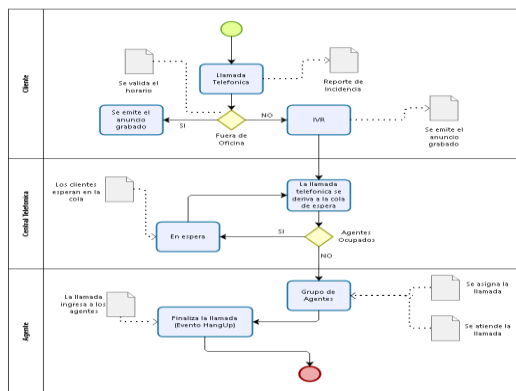 Cliente
Se valida el
horario
Llamada
Telefonica
Reporte de
Incidencia
Se emite el
anuncio
grabado
SI
Fuera de
Oficina
NO
IVR
Se emite el
anuncio
grabado
Central Telefonica
Los clientes
esperan en la
cola
La llamada
telefonica se
deriva a la cola
de espera
En espera
SI
Agentes
Ocupados
NO
Agente
La llamada
ingresa a los
agentes
Finaliza la llamada
(Evento HangUp)
Grupo de
Agentes
Se asigna la
llamada
Se atiende la
llamada